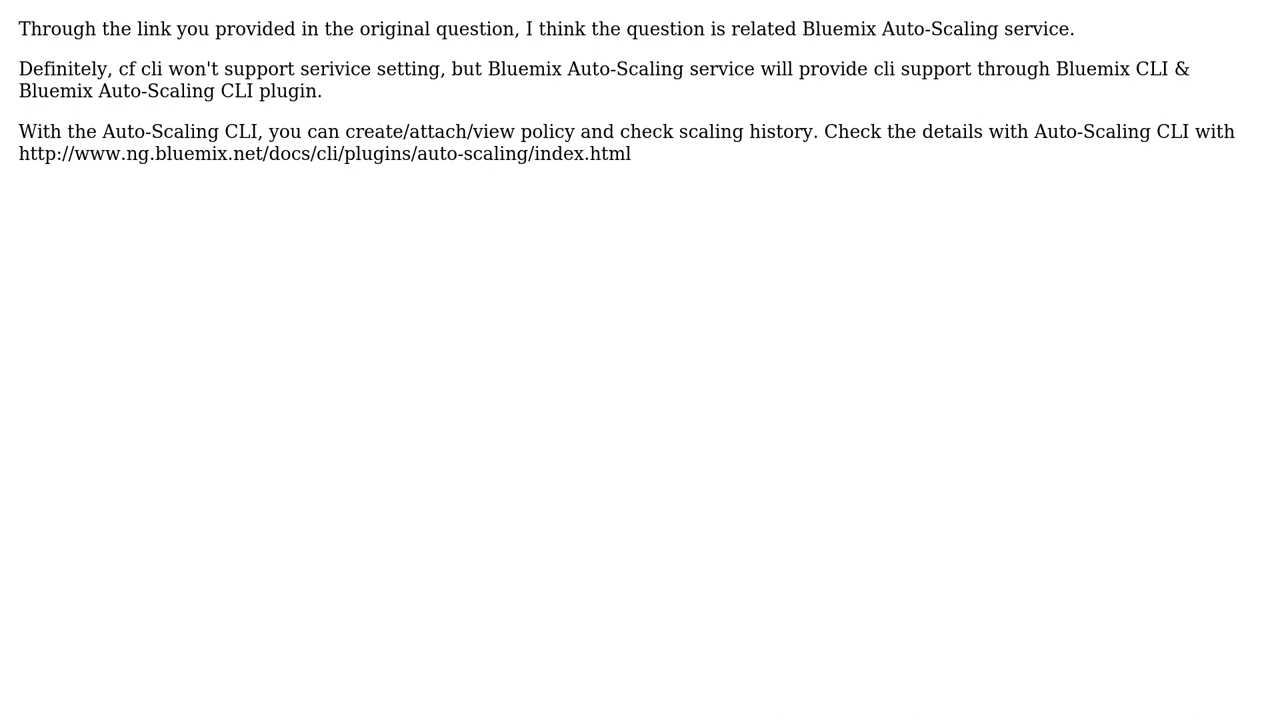 Through the link you provided in the original question, I think the question is related Bluemix Auto-Scaling service.
Definitely, cf cli won't support serivice setting, but Bluemix Auto-Scaling service will provide cli support through Bluemix CLI &
Bluemix Auto-Scaling CLI plugin.
With the Auto-Scaling CLI, you can create/attach/view policy and check scaling history. Check the details with Auto-Scaling CLI with
http://www.ng.bluemix.net/docs/cli/plugins/auto-scaling/index.html